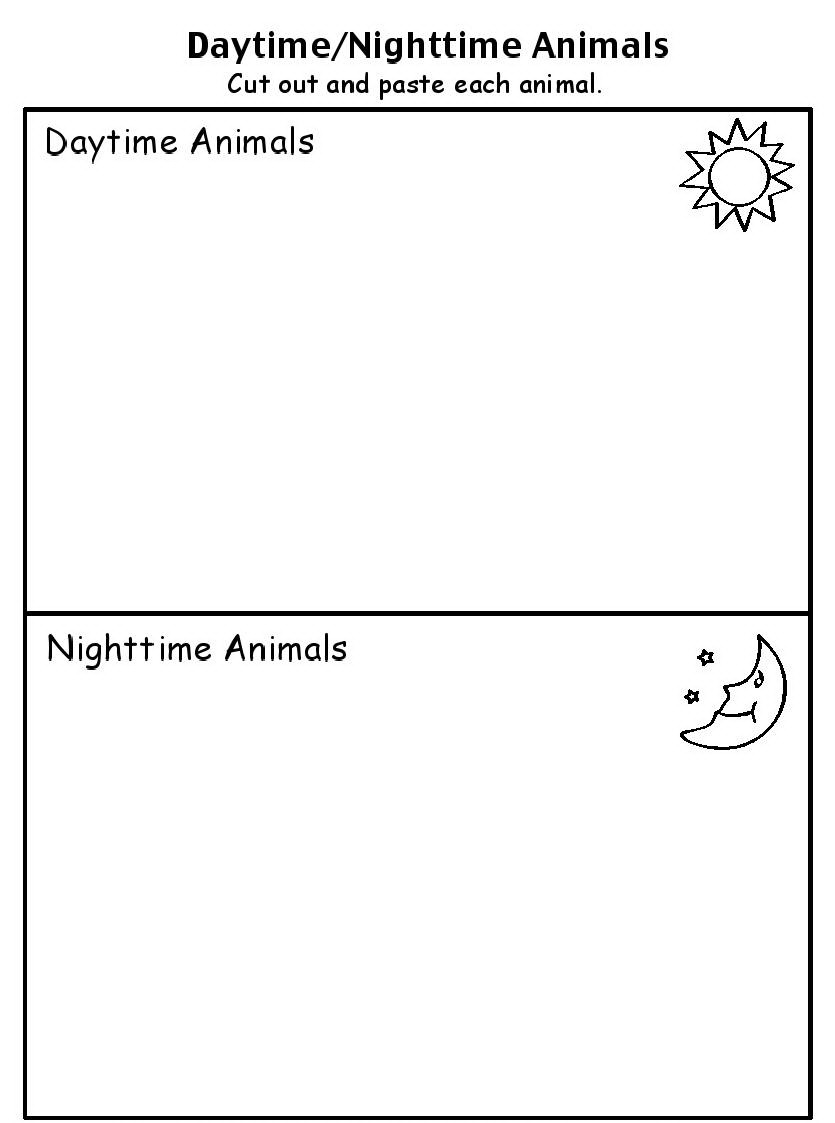 Daytime/Nighttime Animals
Cut out and paste each animal.
Daytime Animals
Nighttime Animals